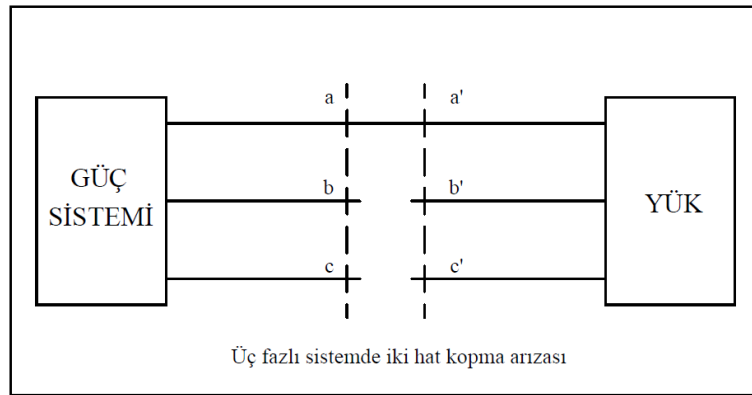 a a'
GÜÇ
SİSTEMİ
b b'
YÜK
c c'
Üç fazlı sistemde iki hat kopma arızası